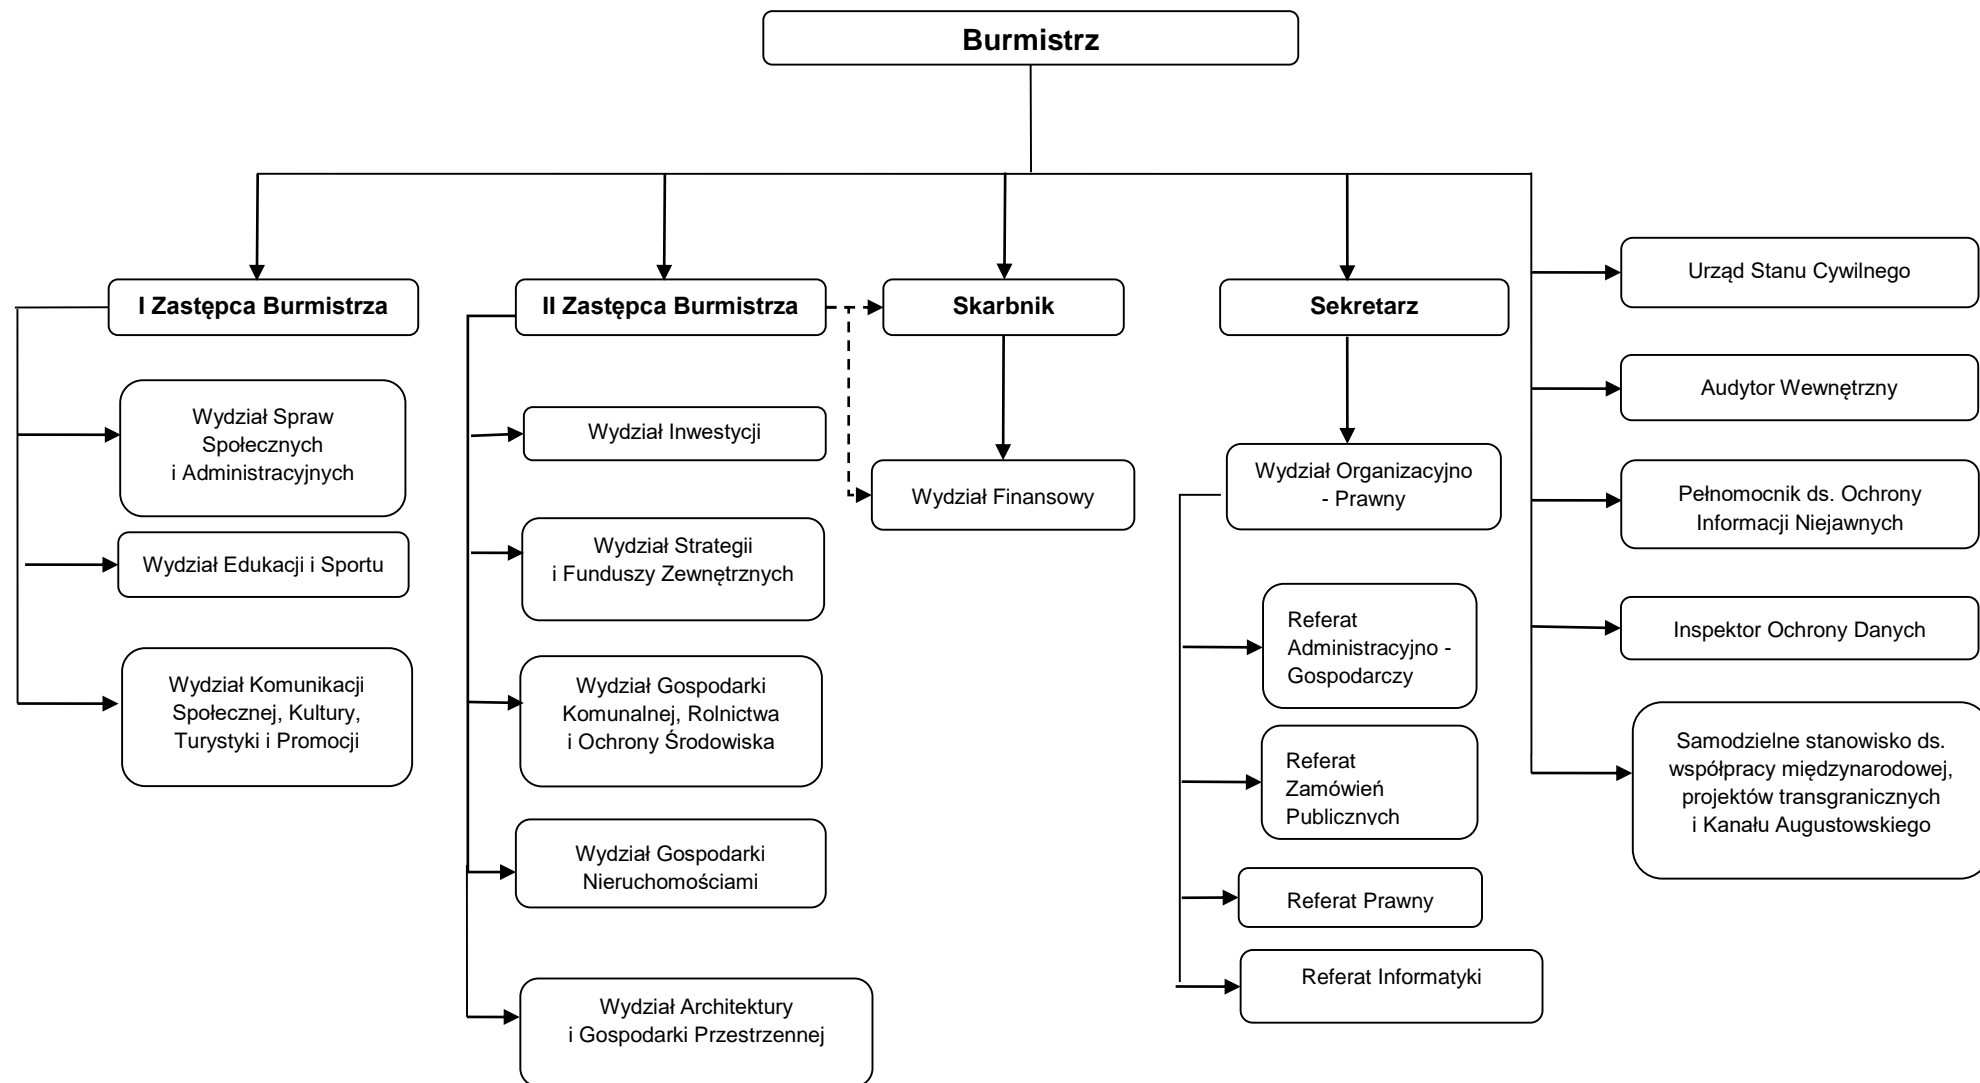 Burmistrz
I Zastępca Burmistrza
II Zastępca Burmistrza
Skarbnik
Sekretarz
Urząd Stanu Cywilnego
Audytor Wewnętrzny
Pełnomocnik ds. Ochrony
Informacji Niejawnych
Inspektor Ochrony Danych
Samodzielne stanowisko ds.
współpracy międzynarodowej,
projektów transgranicznych
i Kanału Augustowskiego
Wydział Spraw
Społecznych
i Administracyjnych
Wydział Edukacji i Sportu
Wydział Komunikacji
Społecznej, Kultury,
Turystyki i Promocji
Wydział Inwestycji
Wydział Strategii
i Funduszy Zewnętrznych
Wydział Gospodarki
Komunalnej, Rolnictwa
i Ochrony Środowiska
Wydział Gospodarki
Nieruchomościami
Wydział Architektury
i Gospodarki Przestrzennej
Wydział Finansowy
Wydział Organizacyjno
- Prawny
Referat
Administracyjno -
Gospodarczy
Referat
Zamówień
Publicznych
Referat Prawny
Referat Informatyki